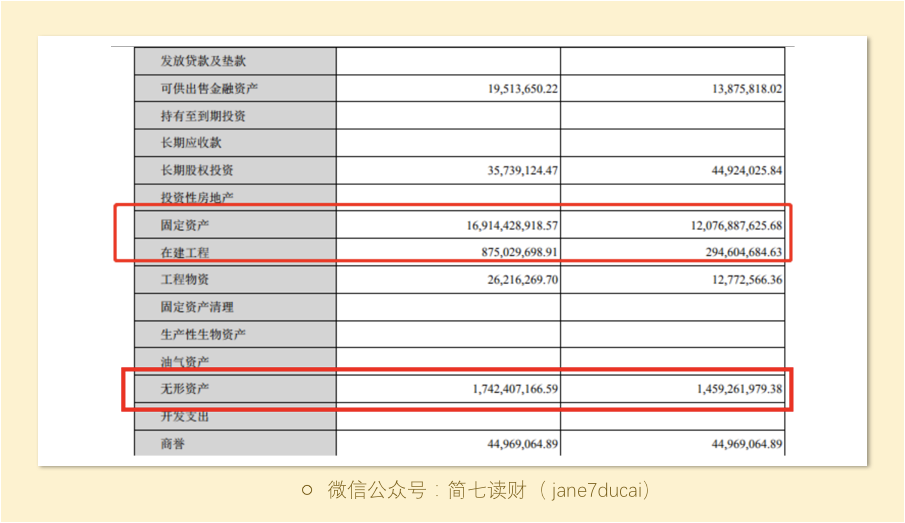 发放贷款及垫款
可供出售金融资产 19,513,650.22 13,875,818.02
持有至到期投资
长期应收款
长期股权投资 35,739,124.47 44,924,025.84
投资性房地产
固定资产 16,914,428,918.57 12,076,887,625.68
在建工程 875,029,698.91 294,604,684.63
工程物资 26,216,269.70 12,772,566.36
固定资产清理
生产性生物资产
油气资产
无形资产 1,742,407,166.59 1,459,261,979.38
开发支出
商誉 44,969,064.89 44,969,064.89
微信公众号：简七读财（jane7ducai）